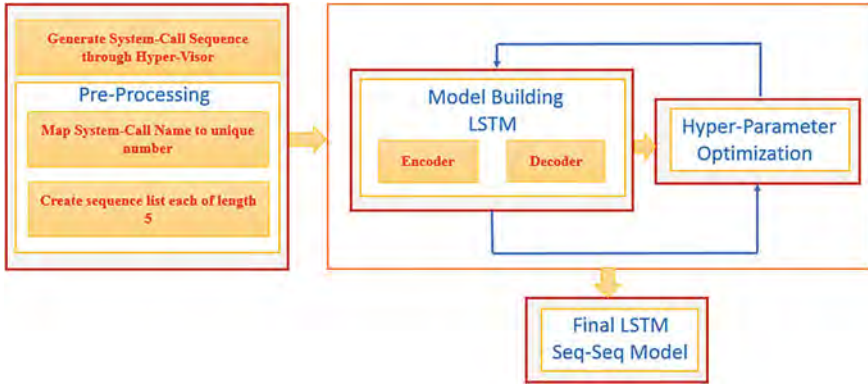 Generate System-Call Sequence
through Hyper-Visor
Pre-Processing
Map System-Call Name to unique
number
Create sequence list each of length
5
Model Building
LSTM
Encoder
Decoder
Hyper-Parameter
Optimization
Final LSTM
Seq-Seq Model